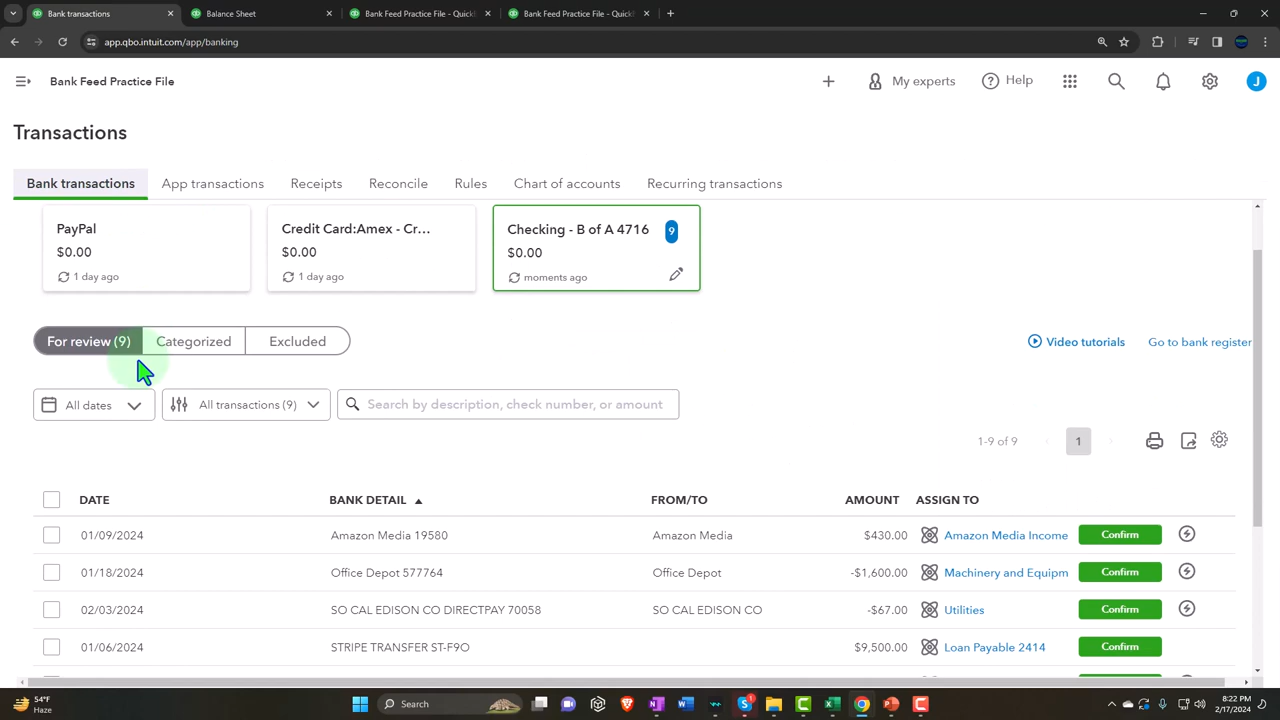 Bank transactions
Balance Sheet
Bank Feed Practice File - Quick
Bank Feed Practice File - Quick
app.qbo.intuit.com/app/banking
Bank Feed Practice File
My experts
Help
J
Transactions
Bank transactions
App transactions
Receipts
Reconcile
Rules
Chart of accounts
Recurring transactions
PayPal
$0.00
1 day ago
Credit Card:Amex - Cr...
$0.00
1 day ago
Checking - B of A 4716
9
$0.00
moments ago
For review (9)
Categorized
Excluded
Video tutorials
Go to bank register
All dates
All transactions (9)
Search by description, check number, or amount
1-9 of 9
1
DATE BANK DETAIL FROM/TO AMOUNT ASSIGN TO
01/09/2024 Amazon Media 19580 Amazon Media $430.00 Amazon Media Income Confirm
01/18/2024 Office Depot 577764 Office Depot -$1,600.00 Machinery and Equipm Confirm
02/03/2024 SO CAL EDISON CO DIRECTPAY 70058 SO CAL EDISON CO -$67.00 Utilities Confirm
01/06/2024 STRIPE TRANSFER ST-F9O $9,500.00 Loan Payable 2414 Confirm
54°F
Haze
Search
8:22 PM
2/17/2024